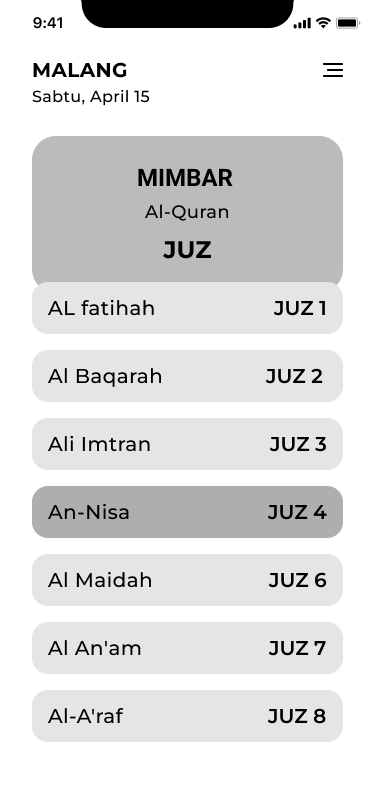 9:41
MALANG
Sabtu, April 15
MIMBAR
Al-Quran
JUZ
AL fatihah JUZ 1
Al Baqarah JUZ 2
Ali Imtran JUZ 3
An-Nisa JUZ 4
Al Maidah JUZ 6
Al An'am JUZ 7
Al-A'raf JUZ 8